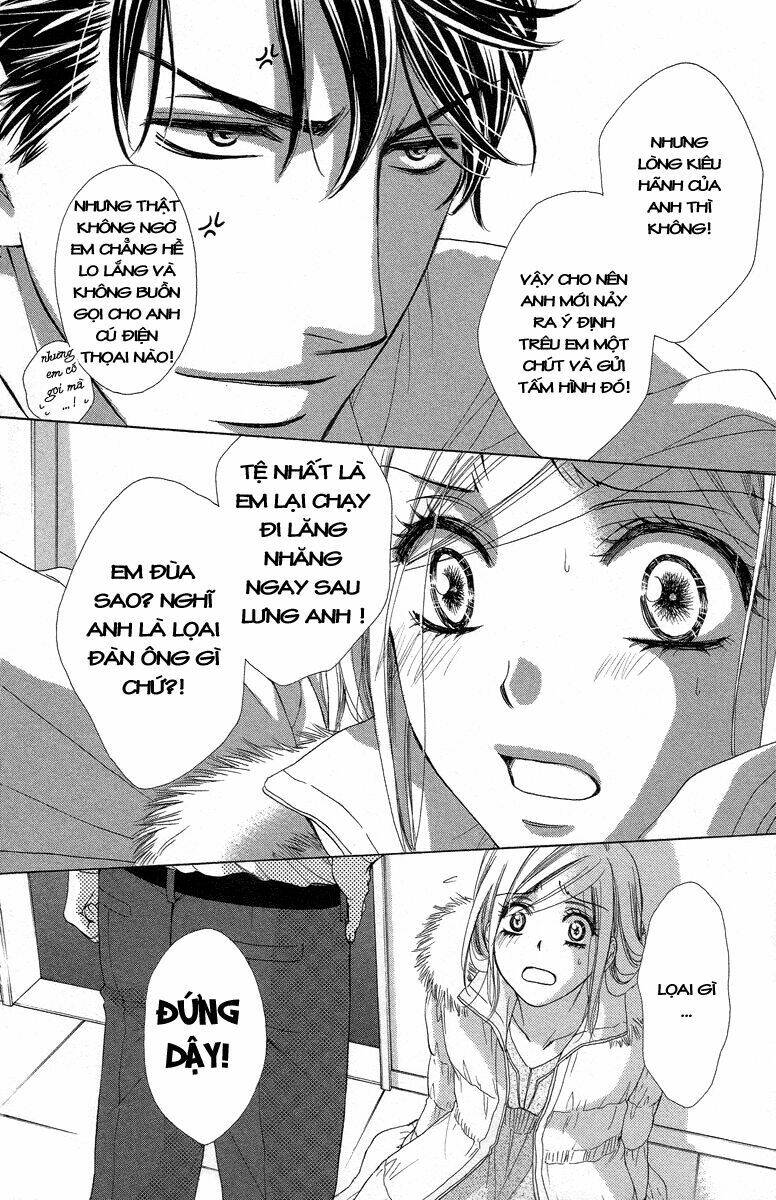 NHƯNG
LÒNG KIÊU
HÃNH CỦA
ANH THÌ
KHÔNG!
VẬY CHO NÊN
ANH MỚI NẢY
RA Ý ĐỊNH
TRÊU EM MỘT
CHÚT VÀ GỬI
TẤM HÌNH ĐÓ!
NHƯNG THẬT
KHÔNG NGỜ
EM CHẲNG HỀ
LO LẮNG VÀ
KHÔNG BUỒN
GỌI CHO ANH
CÚ ĐIỆN
THỌAI NÀO!
nhưng
em có
gọi mà
...!
TỆ NHẤT LÀ
EM LẠI CHẠY
ĐI LĂNG
NHĂNG
NGAY SAU
LƯNG ANH !
EM ĐÙA
SAO? NGHĨ
ANH LÀ LỌAI
ĐÀN ÔNG GÌ
CHỨ?!
LỌAI GÌ
...
ĐỨNG
DẬY!